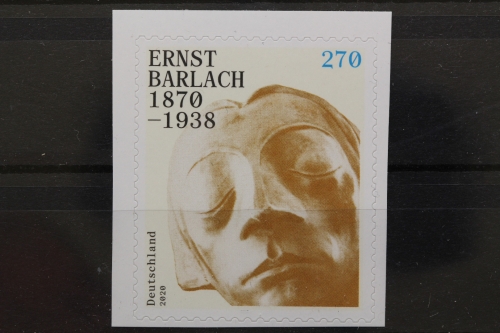 ERNST 270
BARLACH
1870
–1938
Deutschland
2020